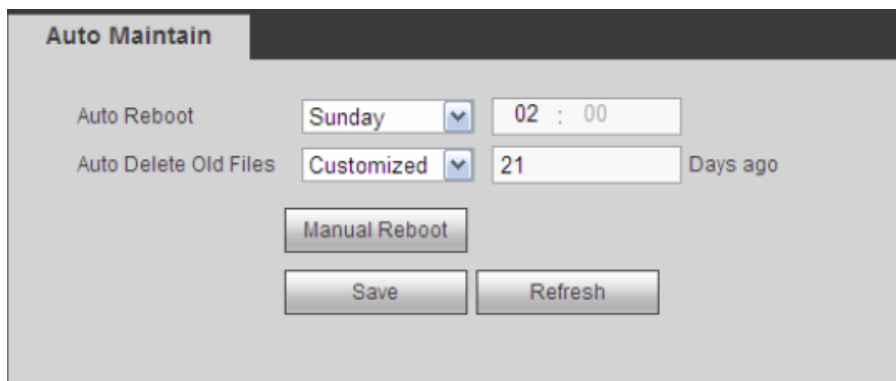 Auto Maintain
Auto Reboot Sunday 02 : 00
Auto Delete Old Files Customized 21 Days ago
Manual Reboot
Save Refresh